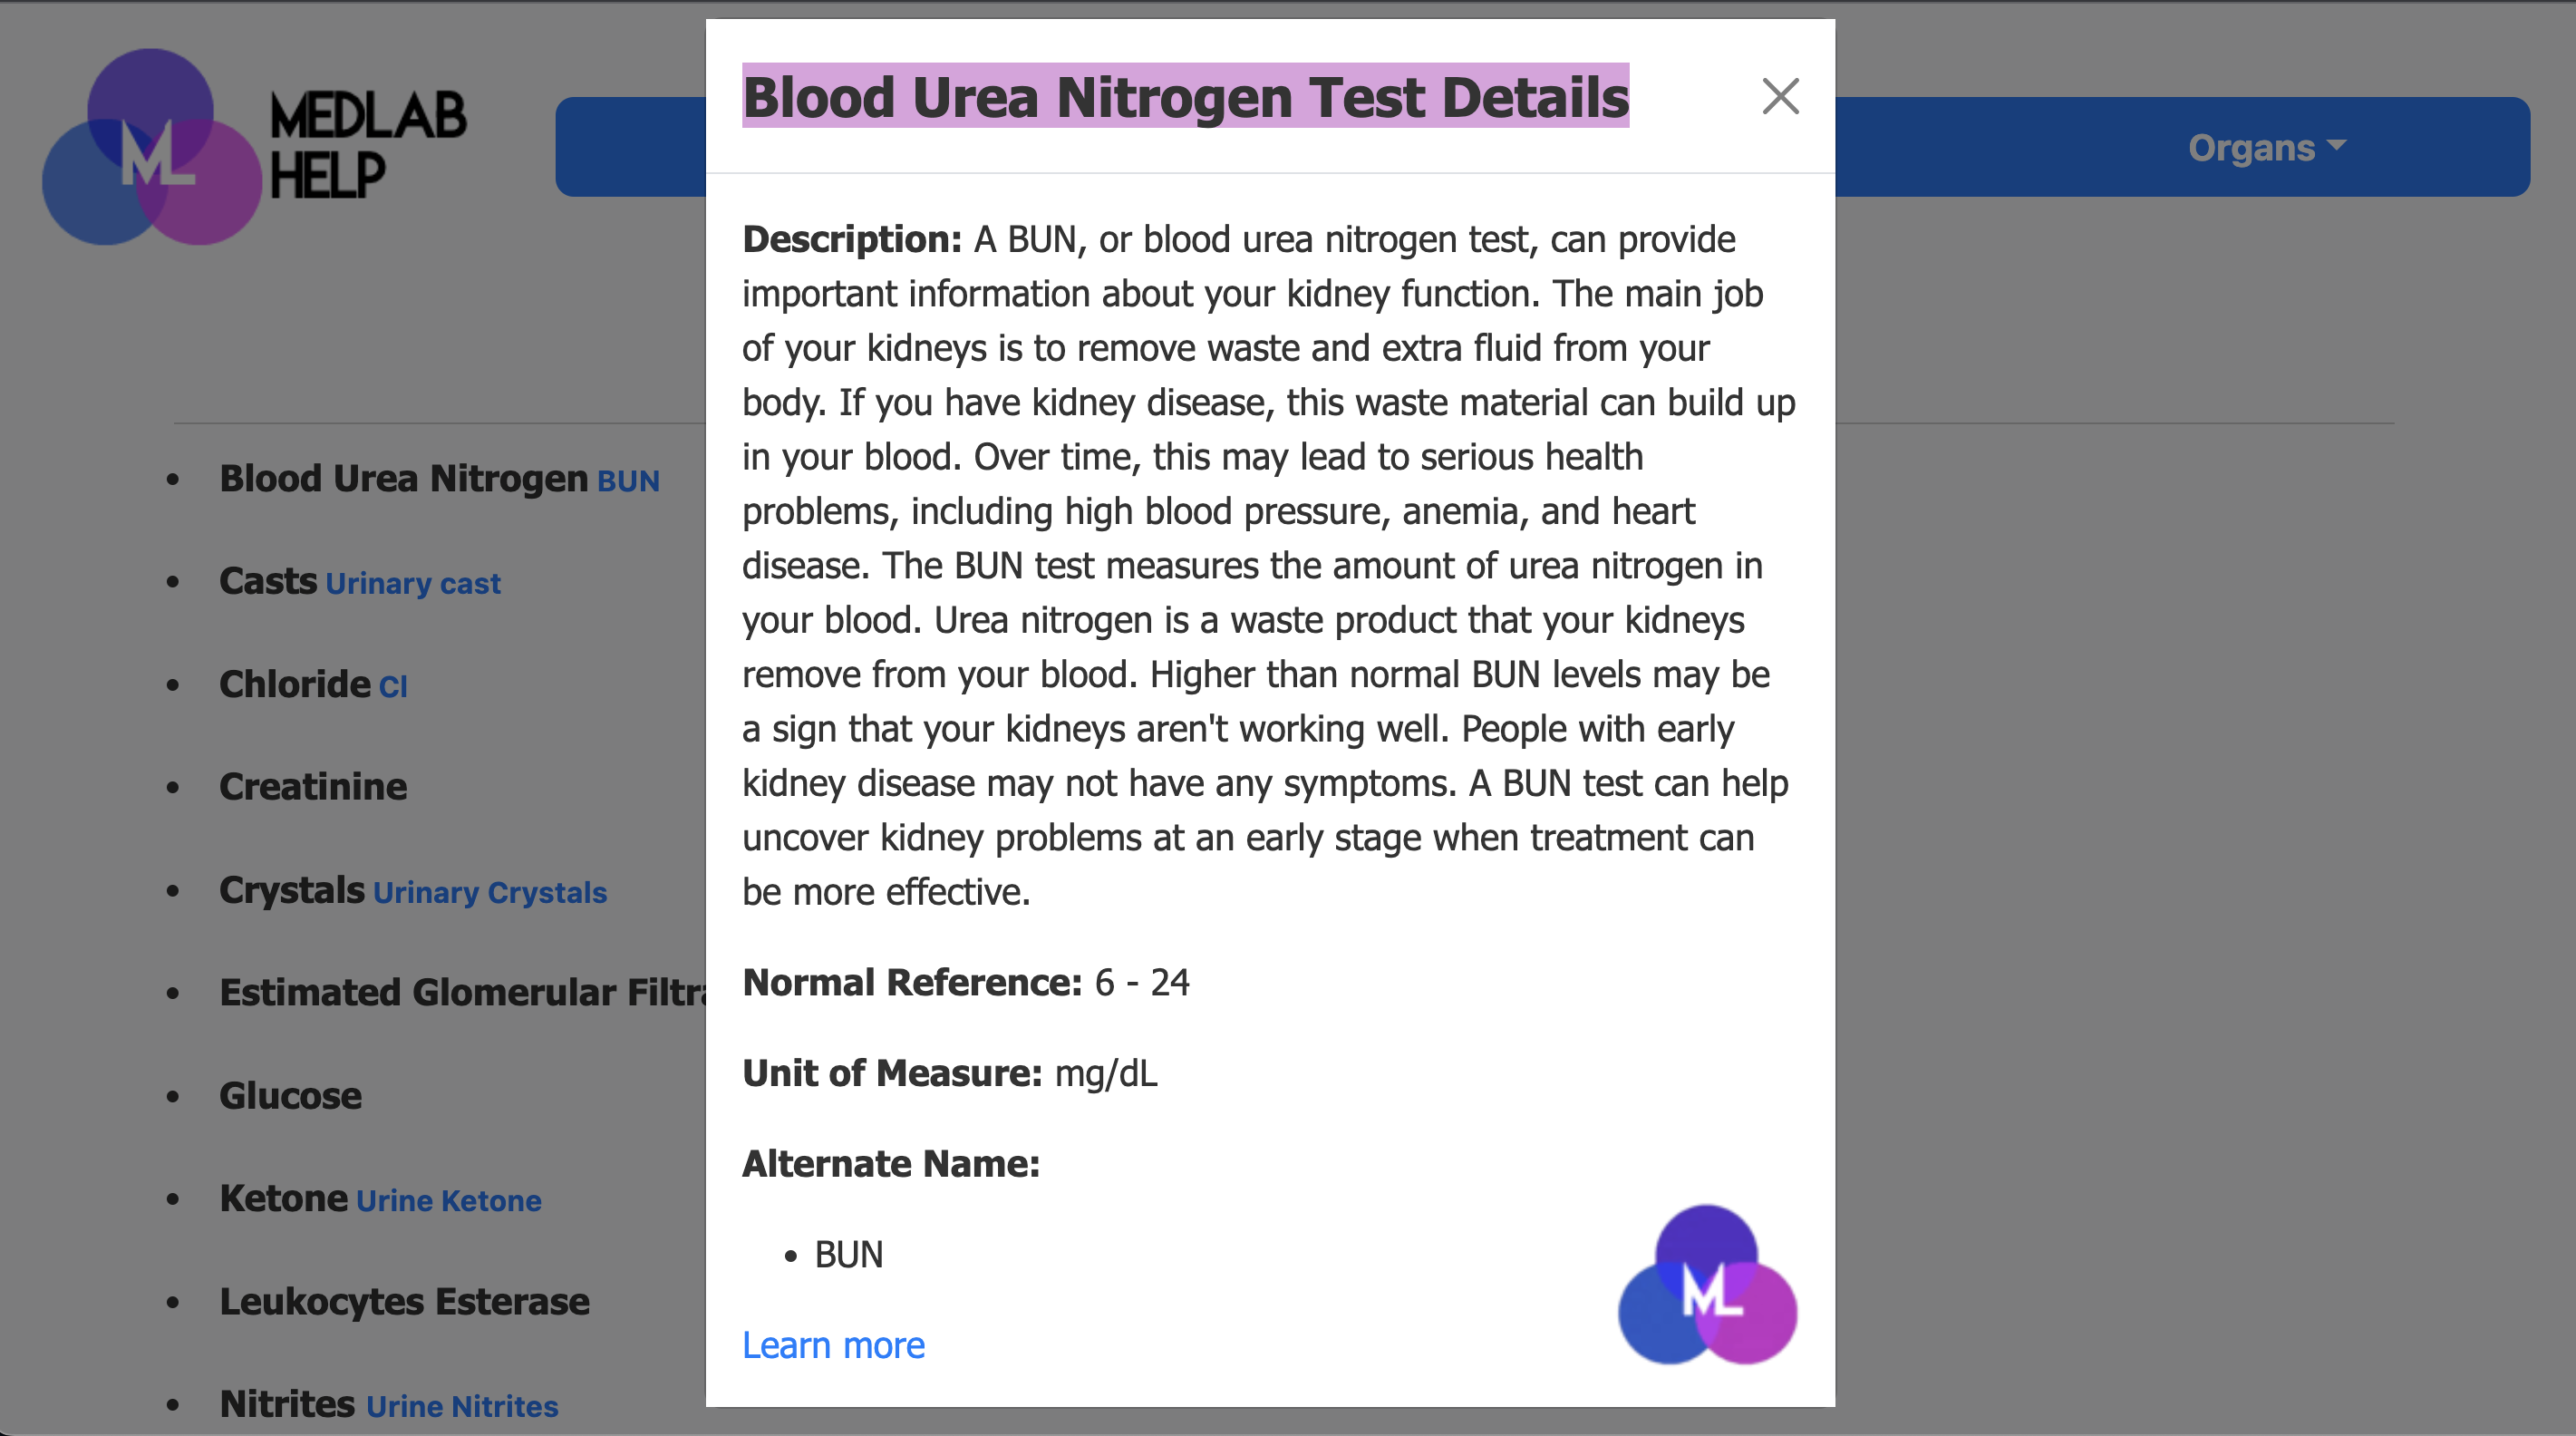 MEDLAB
HELP
ML
Organs
Blood Urea Nitrogen BUN
Casts Urinary cast
Chloride Cl
Creatinine
Crystals Urinary Crystals
Estimated Glomerular
Glucose
Ketone Urine Ketone
Leukocytes Esterase
Nitrites Urine Nitrites
Blood Urea Nitrogen Test Details
Description: A BUN, or blood urea nitrogen test, can provide
important information about your kidney function. The main job
of your kidneys is to remove waste and extra fluid from your
body. If you have kidney disease, this waste material can build up
in your blood. Over time, this may lead to serious health
problems, including high blood pressure, anemia, and heart
disease. The BUN test measures the amount of urea nitrogen in
your blood. Urea nitrogen is a waste product that your kidneys
remove from your blood. Higher than normal BUN levels may be
a sign that your kidneys aren't working well. People with early
kidney disease may not have any symptoms. A BUN test can help
uncover kidney problems at an early stage when treatment can
be more effective.
Normal Reference: 6 - 24
Unit of Measure: mg/dL
Alternate Name:
• BUN
Learn more
ML